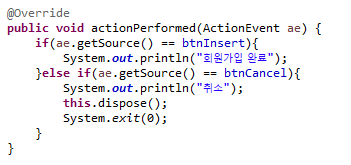 @Override
public void actionPerformed(ActionEvent ae) {
    if(ae.getSource() == btnInsert){
        System.out.println("회원가입 완료");
    }else if(ae.getSource() == btnCancel){
        System.out.println("취소");
        this.dispose();
        System.exit(0);
    }
}